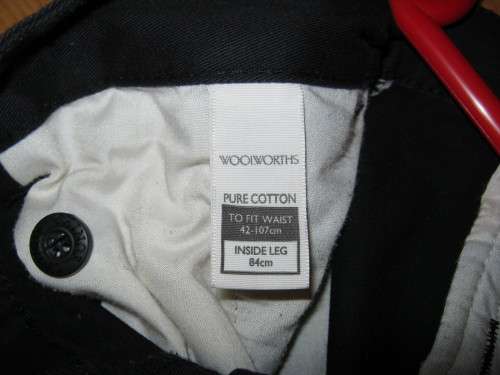 WOOLWORTHS
PURE COTTON
TO FIT WAIST
42-107cm
INSIDE LEG
84cm